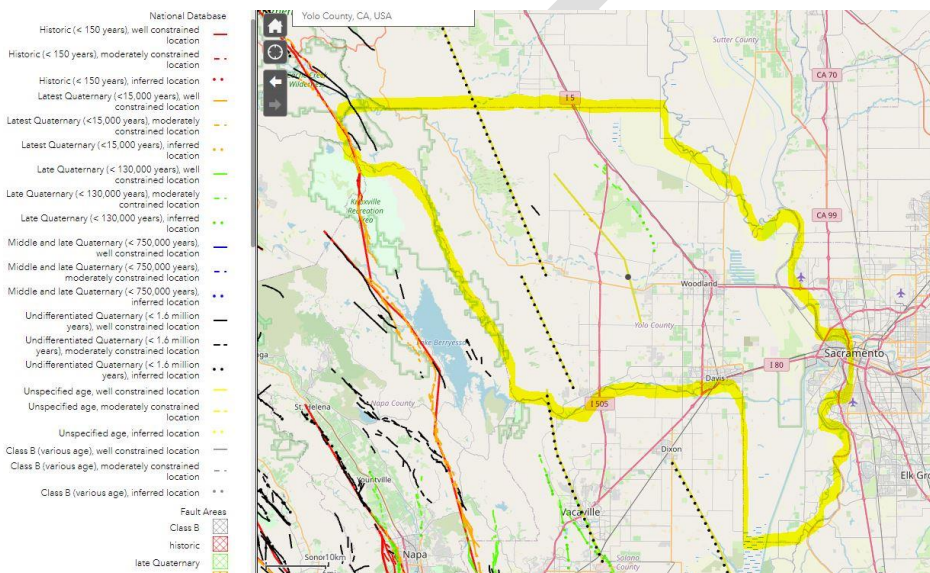 National Database
Historic (< 150 years), well constrained
location
Historic (< 150 years), moderately constrained
location
Historic (< 150 years), inferred location
Latest Quaternary (<15,000 years), well
constrained location
Latest Quaternary (<15,000 years), moderately
constrained location
Latest Quaternary (<15,000 years), inferred
location
Late Quaternary (< 130,000 years), well
constrained location
Late Quaternary (< 130,000 years), moderately
constrained location
Late Quaternary (< 130,000 years), inferred
location
Middle and late Quaternary (< 750,000 years),
well constrained location
Middle and late Quaternary (< 750,000 years),
moderately constrained location
Middle and late Quaternary (< 750,000 years),
inferred location
Undifferentiated Quaternary (< 1.6 million
years), well constrained location
Undifferentiated Quaternary (< 1.6 million
years), moderately constrained location
Undifferentiated Quaternary (< 1.6 million
years), inferred location
Unspecified age, well constrained location
Unspecified age, moderately constrained
location
Unspecified age, inferred location
Class B (various age), well constrained location
Class B (various age), moderately constrained
location
Class B (various age), inferred location
Fault Areas
Class B
historic
late Quaternary
Yolo County, CA, USA
Sutter County
CA 70
Wilderness
I 5
Knoxville
Recreation
Area
CA 99
Woodland
Yolo County
Lake Berryessa
Sacramento
I 80
Davis
Napa County
I 505
St. Helena
Dixon
Elk Gro
Yountville
Vacaville
Napa
Solano
County
Sonor10km